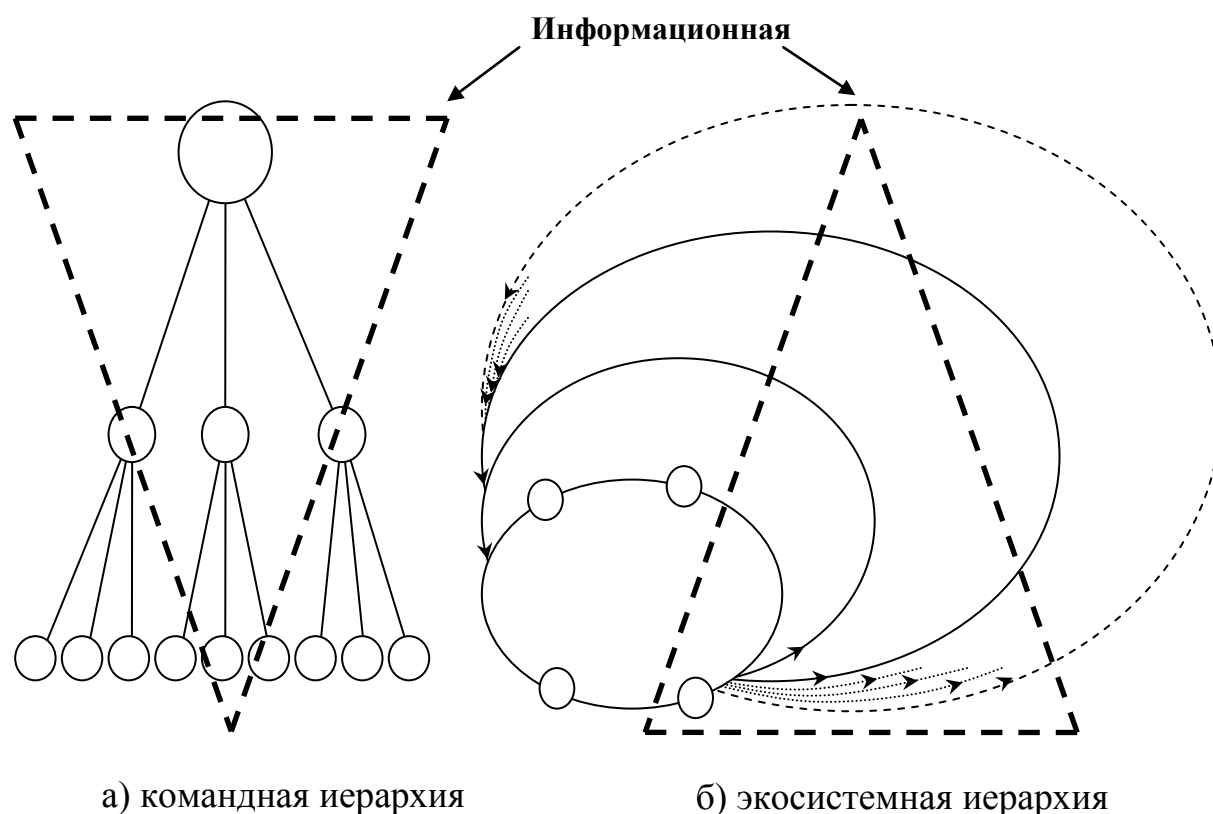 Информационная
а) командная иерархия
б) экосистемная иерархия